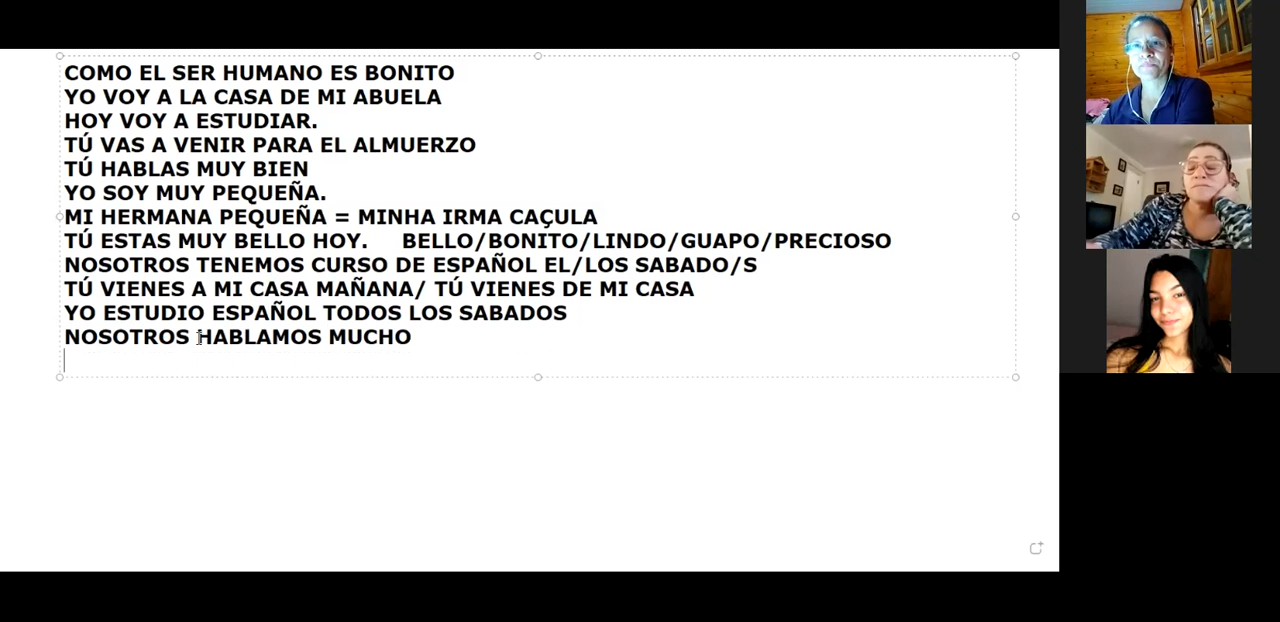 COMO EL SER HUMANO ES BONITO
YO VOY A LA CASA DE MI ABUELA
HOY VOY A ESTUDIAR.
TÚ VAS A VENIR PARA EL ALMUERZO
TÚ HABLAS MUY BIEN
YO SOY MUY PEQUEÑA.
MI HERMANA PEQUEÑA = MINHA IRMA CAÇULA
TÚ ESTAS MUY BELLO HOY. BELLO/BONITO/LINDO/GUAPO/PRECIOSO
NOSOTROS TENEMOS CURSO DE ESPAÑOL EL/LOS SABADO/S
TÚ VIENES A MI CASA MAÑANA/ TÚ VIENES DE MI CASA
YO ESTUDIO ESPAÑOL TODOS LOS SABADOS
NOSOTROS HABLAMOS MUCHO